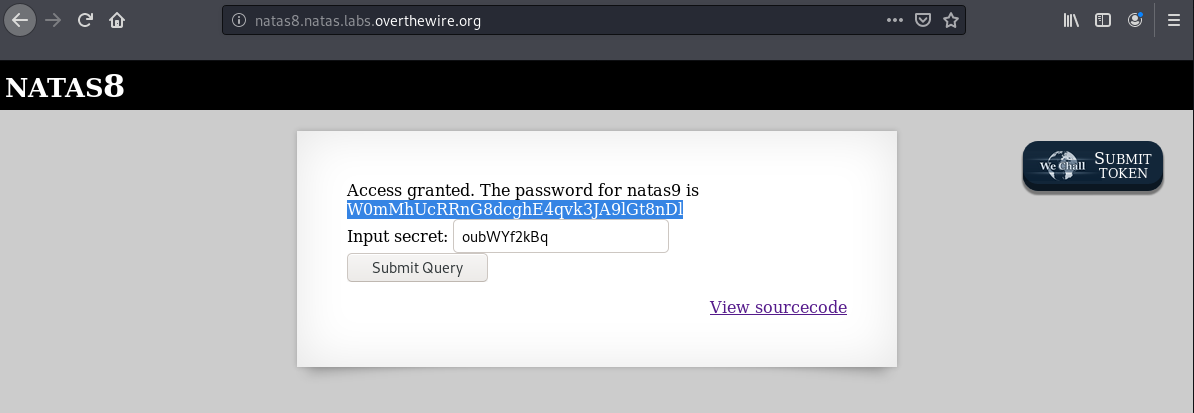 natas8.natas.labs.overthewire.org
NATAS8
We Chall
SUBMIT
TOKEN
Access granted. The password for natas9 is
W0mMhUcRRnG8dcghE4qvk3JA9lGt8nDl
Input secret: oubWYf2kBq
Submit Query
View sourcecode